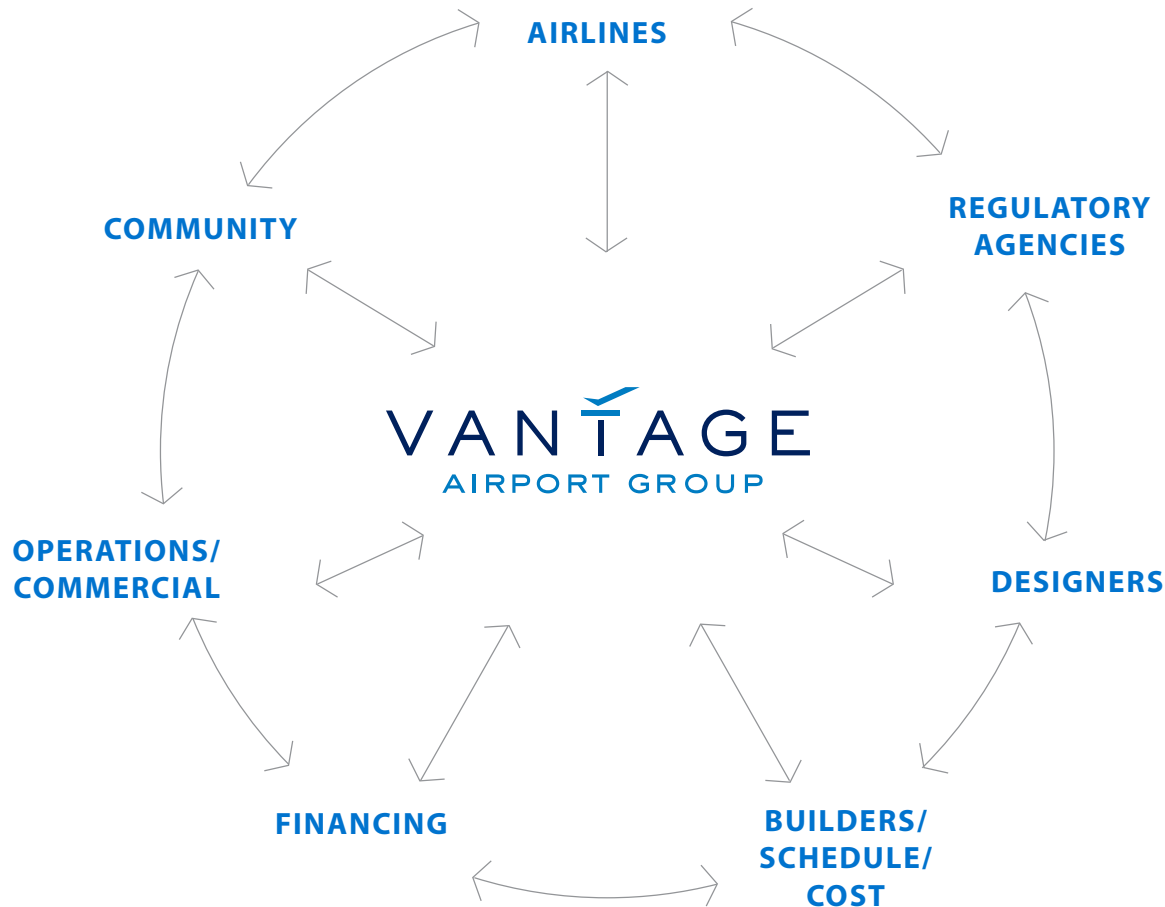 AIRLINES
COMMUNITY
REGULATORY
AGENCIES
VANTAGE
AIRPORT GROUP
OPERATIONS/
COMMERCIAL
DESIGNERS
FINANCING
BUILDERS/
SCHEDULE/
COST